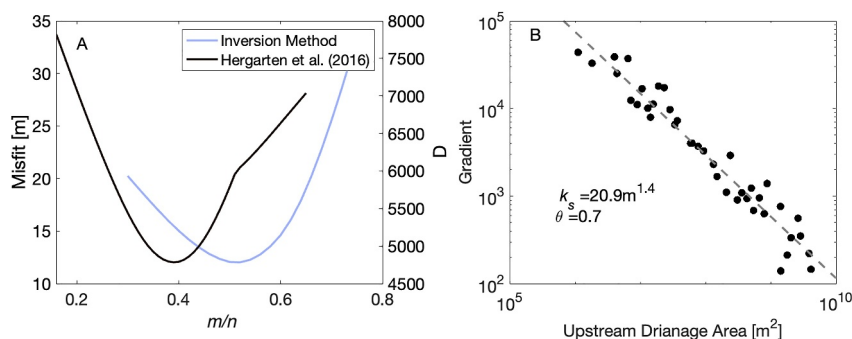 A
Inversion Method
Hergarten et al. (2016)
35
30
25
20
15
10
Misfit [m]
8000
7500
7000
6500
6000
5500
5000
4500
D
0.2
0.4
0.6
0.8
m/n
B
10^5
10^4
10^3
10^2
Gradient
k_s=20.9m^1.4
θ=0.7
10^5
10^10
Upstream Drianage Area [m^2]